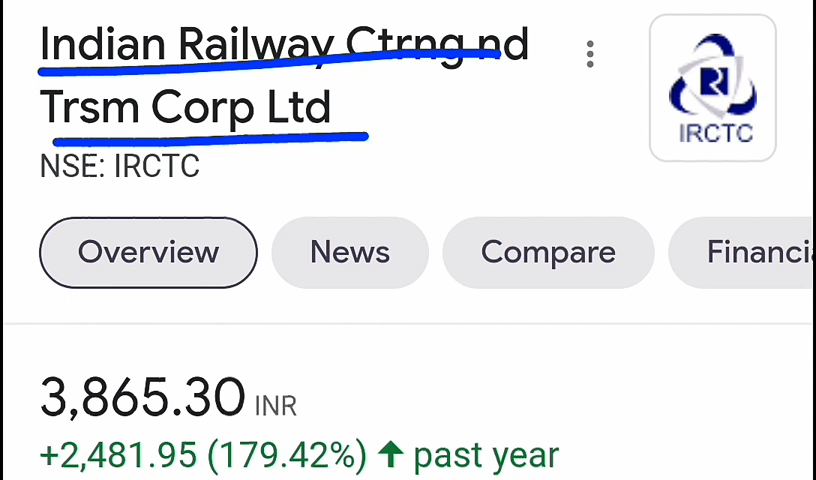 Indian Railway Ctrng nd
Trsm Corp Ltd
NSE: IRCTC
IRCTC
Overview
News
Compare
Financi
3,865.30 INR
+2,481.95 (179.42%) ↑ past year